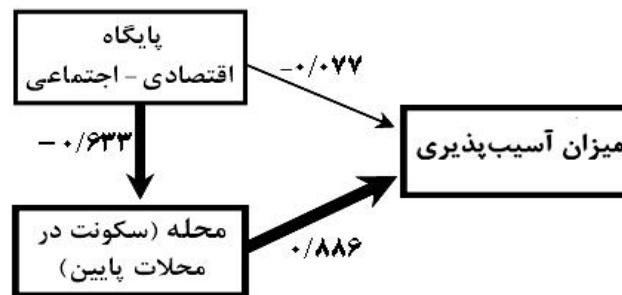 پایگاه
اقتصادی - اجتماعی
-۰/۰۷۷
میزان آسیب‌پذیری
-۰/۶۳۳
محله (سکونت در
محلات پایین)
۰/۸۸۶